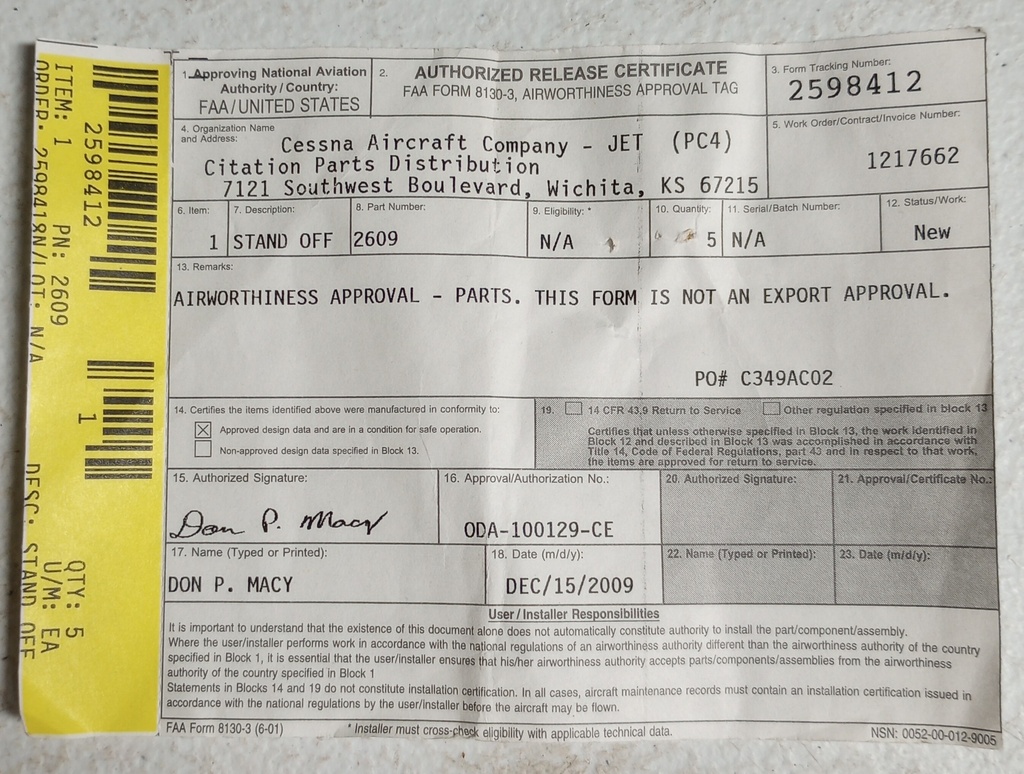 ITEM: 1 PN: 2609
ORDER: 2598412
SN/LOT: N/A
2598412
1
QTY: 5
U/M: EA
DESC: STAND OFF
1. Approving National Aviation
Authority / Country:
FAA/UNITED STATES
2. AUTHORIZED RELEASE CERTIFICATE
FAA FORM 8130-3, AIRWORTHINESS APPROVAL TAG
3. Form Tracking Number:
2598412
4. Organization Name
and Address:
Cessna Aircraft Company - JET (PC4)
Citation Parts Distribution
7121 Southwest Boulevard, Wichita, KS 67215
5. Work Order/Contract/Invoice Number:
1217662
6. Item:
1
7. Description:
STAND OFF
8. Part Number:
2609
9. Eligibility: *
N/A
10. Quantity:
5
11. Serial/Batch Number:
N/A
12. Status/Work:
New
13. Remarks:
AIRWORTHINESS APPROVAL - PARTS. THIS FORM IS NOT AN EXPORT APPROVAL.
PO# C349AC02
14. Certifies the items identified above were manufactured in conformity to:
Approved design data and are in a condition for safe operation.
Non-approved design data specified in Block 13.
19. 14 CFR 43.9 Return to Service Other regulation specified in block 13
Certifies that unless otherwise specified in Block 13, the work identified in
Block 12 and described in Block 13 was accomplished in accordance with
Title 14, Code of Federal Regulations, part 43 and in respect to that work,
the items are approved for return to service.
15. Authorized Signature:
Don P. Macy
16. Approval/Authorization No.:
ODA-100129-CE
20. Authorized Signature:
21. Approval/Certificate No.:
17. Name (Typed or Printed):
DON P. MACY
18. Date (m/d/y):
DEC/15/2009
22. Name (Typed or Printed):
23. Date (m/d/y):
User / Installer Responsibilities
It is important to understand that the existence of this document alone does not automatically constitute authority to install the part/component/assembly.
Where the user/installer performs work in accordance with the national regulations of an airworthiness authority different than the airworthiness authority of the country
specified in Block 1, it is essential that the user/installer ensures that his/her airworthiness authority accepts parts/components/assemblies from the airworthiness
authority of the country specified in Block 1
Statements in Blocks 14 and 19 do not constitute installation certification. In all cases, aircraft maintenance records must contain an installation certification issued in
accordance with the national regulations by the user/installer before the aircraft may be flown.
FAA Form 8130-3 (6-01)
* Installer must cross-check eligibility with applicable technical data.
NSN: 0052-00-012-9005